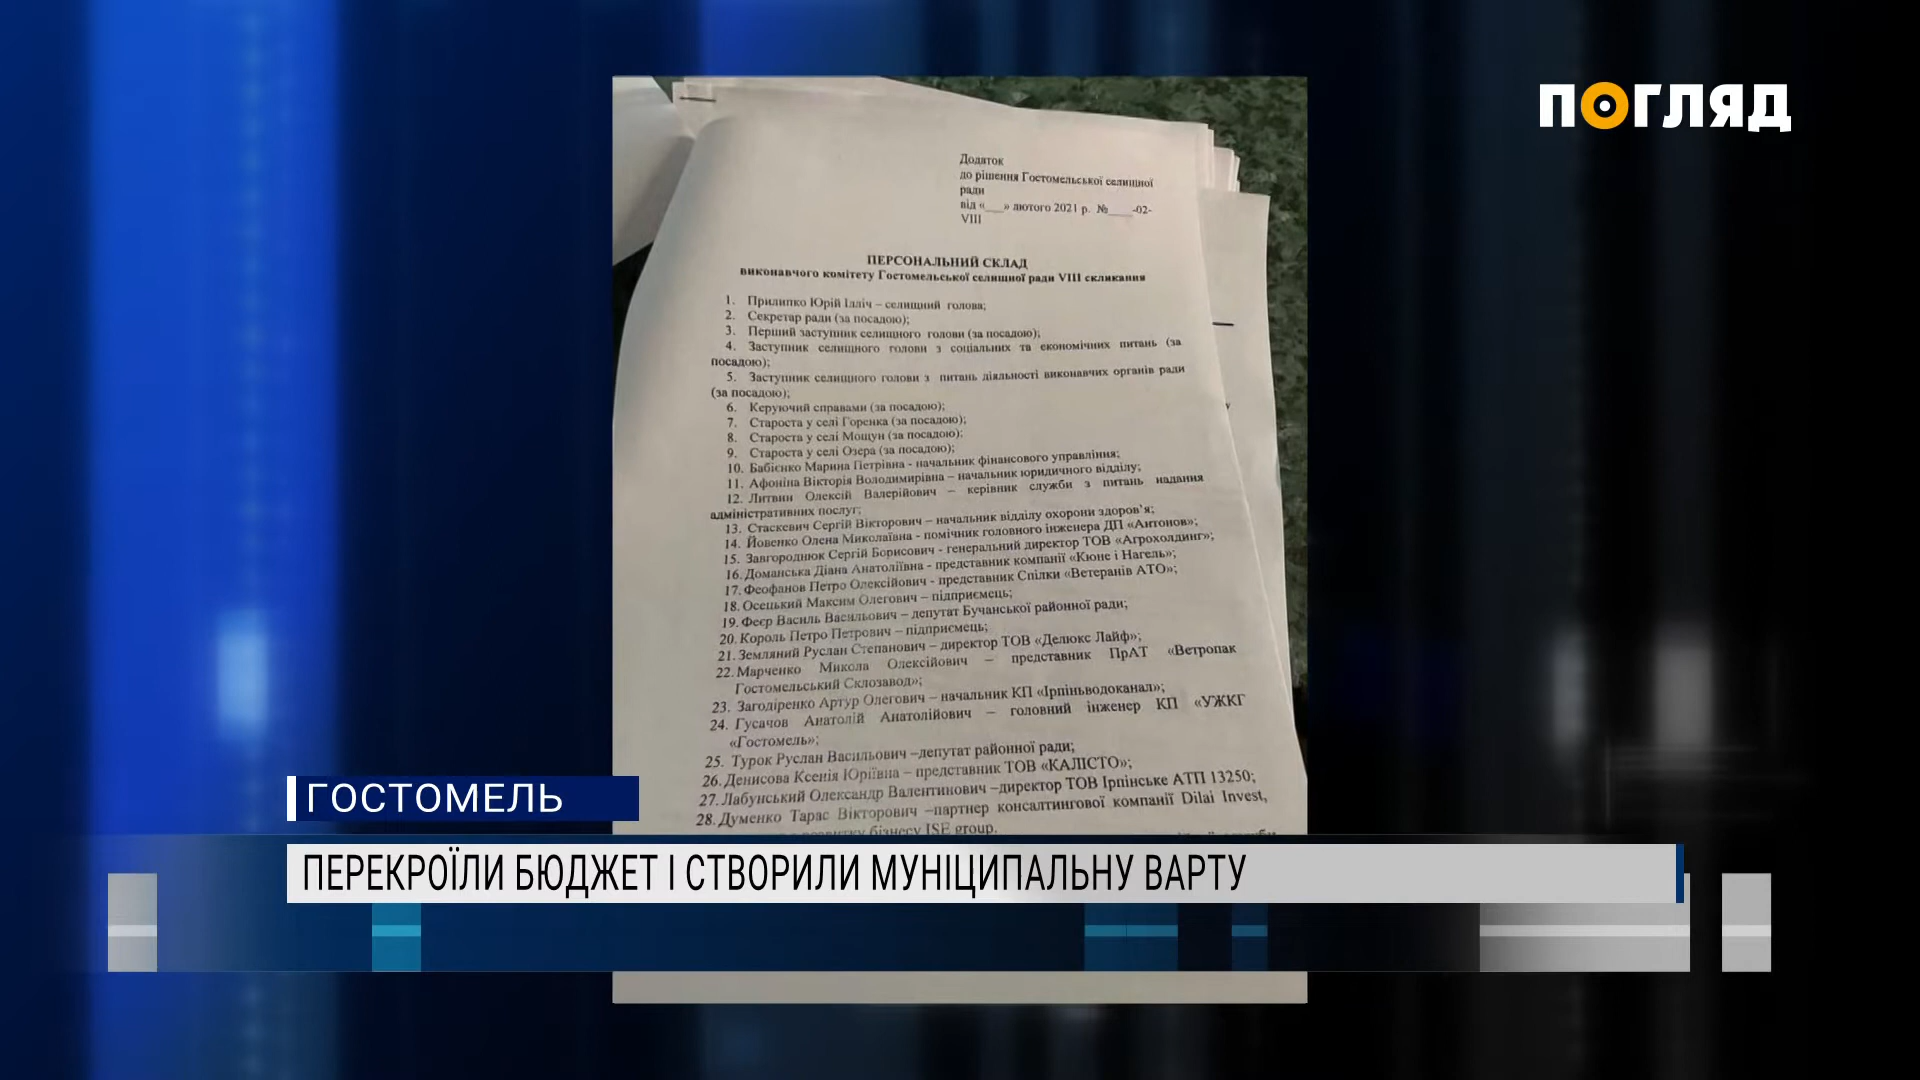 ПОГЛЯД
Додаток
до рішення Гостомельської селищної
ради
від «___» лютого 2021 р. №____-02-
VIII
ПЕРСОНАЛЬНИЙ СКЛАД
виконавчого комітету Гостомельської селищної ради VIII скликання
1. Прилипко Юрій Ілліч – селищний голова;
2. Секретар ради (за посадою);
3. Перший заступник селищного голови (за посадою);
4. Заступник селищного голови з соціальних та економічних питань (за
посадою);
5. Заступник селищного голови з питань діяльності виконавчих органів ради
(за посадою);
6. Керуючий справами (за посадою);
7. Староста у селі Горенка (за посадою);
8. Староста у селі Мощун (за посадою);
9. Староста у селі Озера (за посадою);
10. Бабієнко Марина Петрівна - начальник фінансового управління;
11. Афоніна Вікторія Володимирівна – начальник юридичного відділу;
12. Литвин Олексій Валерійович – керівник служби з питань надання
адміністративних послуг;
13. Стаскевич Сергій Вікторович – начальник відділу охорони здоров’я;
14. Йовенко Олена Миколаївна - помічник головного інженера ДП «Антонов»;
15. Завгороднюк Сергій Борисович - генеральний директор ТОВ «Агрохолдинг»;
16. Доманська Діана Анатоліївна - представник компанії «Кюне і Нагель»;
17. Феофанов Петро Олексійович - представник Спілки «Ветеранів АТО»;
18. Осецький Максим Олегович – підприємець;
19. Феєр Василь Васильович – депутат Бучанської районної ради;
20. Король Петро Петрович – підприємець;
21. Земляний Руслан Степанович – директор ТОВ «Делюкс Лайф»;
22. Марченко Микола Олексійович – представник ПрАТ «Ветропак
Гостомельський Склозавод»;
23. Загодіренко Артур Олегович – начальник КП «Ірпіньводоканал»;
24. Гусачов Анатолій Анатолійович – головний інженер КП «УЖКГ
«Гостомель»;
25. Турок Руслан Васильович –депутат районної ради;
26. Денисова Ксенія Юріївна – представник ТОВ «КАЛІСТО»;
27. Лабунський Олександр Валентинович –директор ТОВ Ірпінське АТП 13250;
28. Думенко Тарас Вікторович –партнер консалтингової компанії Dilai Invest,
бізнесу ISE group.
ГОСТОМЕЛЬ
ПЕРЕКРОЇЛИ БЮДЖЕТ І СТВОРИЛИ МУНІЦИПАЛЬНУ ВАРТУ